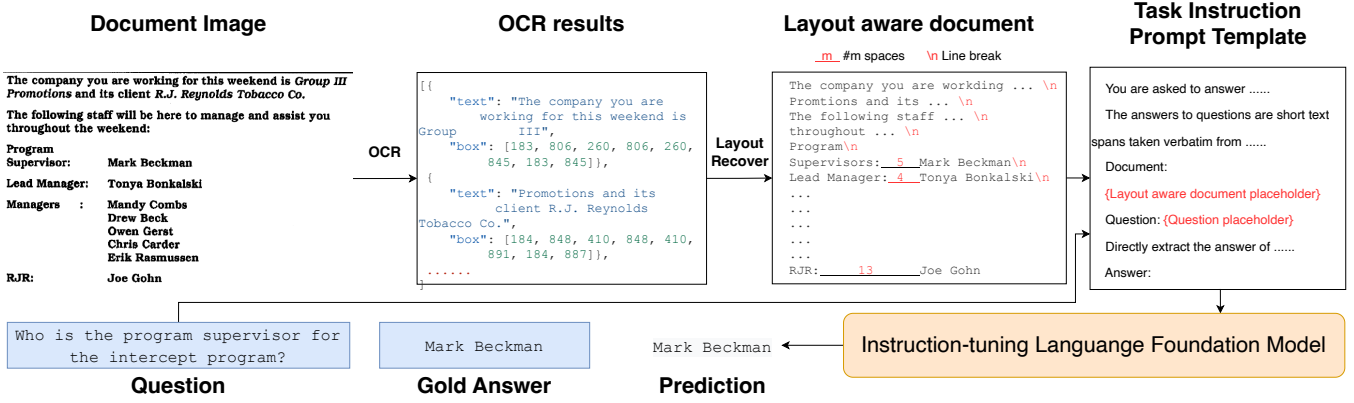 Document Image
The company you are working for this weekend is Group III
Promotions and its client R.J. Reynolds Tobacco Co.
The following staff will be here to manage and assist you
throughout the weekend:
Program
Supervisor: Mark Beckman
Lead Manager: Tonya Bonkalski
Managers : Mandy Combs
Drew Beck
Owen Gerst
Chris Carder
Erik Rasmussen
RJR: Joe Gohn
OCR
OCR results
[{
"text": "The company you are
working for this weekend is
Group III",
"box": [183, 806, 260, 806, 260,
845, 183, 845]},
{
"text": "Promotions and its
client R.J. Reynolds
Tobacco Co.",
"box": [184, 848, 410, 848, 410,
891, 184, 887]},
......
]
Layout
Recover
Layout aware document
m #m spaces \n Line break
The company you are workding ... \n
Promtions and its ... \n
The following staff ... \n
throughout ... \n
Program\n
Supervisors: 5 Mark Beckman\n
Lead Manager: 4 Tonya Bonkalski\n
...
...
...
...
...
RJR: 13 Joe Gohn
Task Instruction
Prompt Template
You are asked to answer ......
The answers to questions are short text
spans taken verbatim from ......
Document:
{Layout aware document placeholder}
Question: {Question placeholder}
Directly extract the answer of ......
Answer:
Who is the program supervisor for
the intercept program?
Question
Mark Beckman
Gold Answer
Mark Beckman
Prediction
Instruction-tuning Languange Foundation Model